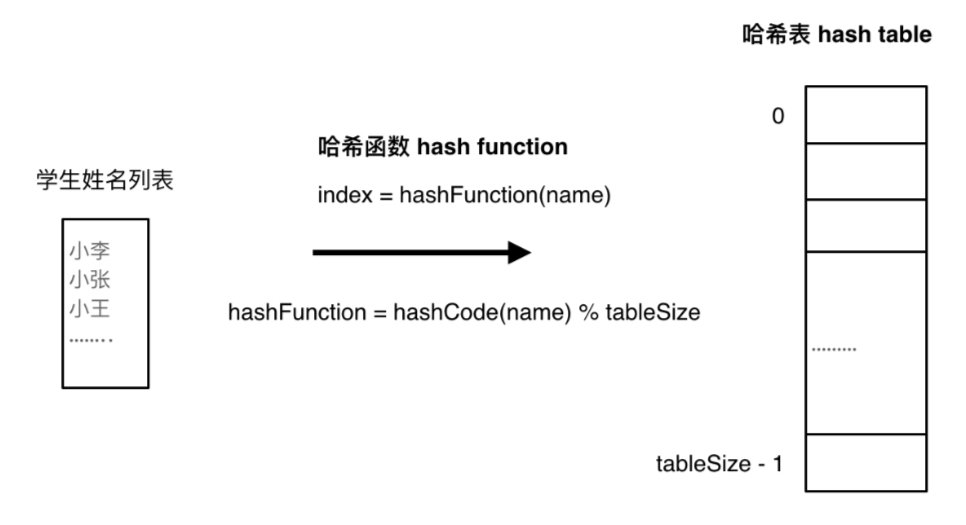 哈希表 hash table
0
哈希函数 hash function
学生姓名列表
index = hashFunction(name)
小李
小张
小王
........
hashFunction = hashCode(name) % tableSize
.........
tableSize - 1